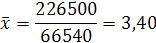 x̄ = 226500 / 66540 = 3,40